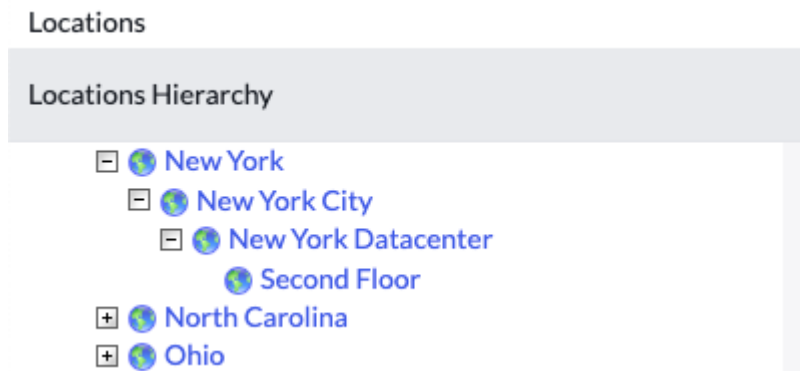 Locations
Locations Hierarchy
New York
New York City
New York Datacenter
Second Floor
North Carolina
Ohio